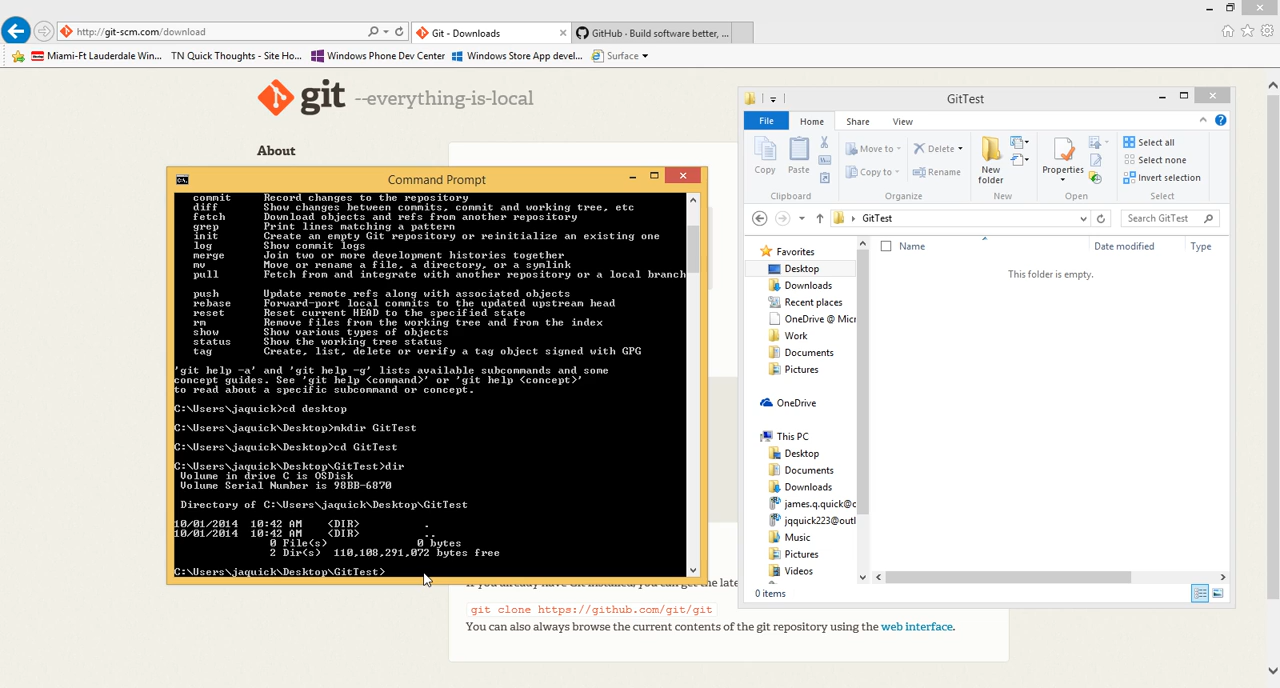 http://git-scm.com/download
Git - Downloads
GitHub · Build software better, ...
Miami-Ft Lauderdale Win...
TN Quick Thoughts - Site Ho...
Windows Phone Dev Center
Windows Store App devel...
Surface
git --everything-is-local
About
Command Prompt
commit     Record changes to the repository
diff       Show changes between commits, commit and working tree, etc
fetch      Download objects and refs from another repository
grep       Print lines matching a pattern
init       Create an empty Git repository or reinitialize an existing one
log        Show commit logs
merge      Join two or more development histories together
mv         Move or rename a file, a directory, or a symlink
pull       Fetch from and integrate with another repository or a local branch
push       Update remote refs along with associated objects
rebase     Forward-port local commits to the updated upstream head
reset      Reset current HEAD to the specified state
rm         Remove files from the working tree and from the index
show       Show various types of objects
status     Show the working tree status
tag        Create, list, delete or verify a tag object signed with GPG
'git help -a' and 'git help -g' lists available subcommands and some
concept guides. See 'git help <command>' or 'git help <concept>'
to read about a specific subcommand or concept.
C:\Users\jaquick>cd desktop
C:\Users\jaquick\Desktop>mkdir GitTest
C:\Users\jaquick\Desktop>cd GitTest
C:\Users\jaquick\Desktop\GitTest>dir
Volume in drive C is OSDisk
Volume Serial Number is 98BB-6870
Directory of C:\Users\jaquick\Desktop\GitTest
10/01/2014  10:42 AM    <DIR>          .
10/01/2014  10:42 AM    <DIR>          ..
0 File(s)              0 bytes
2 Dir(s)  110,108,291,072 bytes free
C:\Users\jaquick\Desktop\GitTest>
If you already have Git installed, you can get the late
git clone https://github.com/git/git
You can also always browse the current contents of the git repository using the web interface.
GitTest
File
Home
Share
View
Copy
Paste
Clipboard
Move to
Copy to
Delete
Rename
Organize
New folder
New
Properties
Open
Select all
Select none
Invert selection
Select
GitTest
Search GitTest
Favorites
Desktop
Downloads
Recent places
OneDrive @ Micr
Work
Documents
Pictures
OneDrive
This PC
Desktop
Documents
Downloads
james.q.quick@o
jqquick223@outl
Music
Pictures
Videos
Name
Date modified
Type
This folder is empty.
0 items